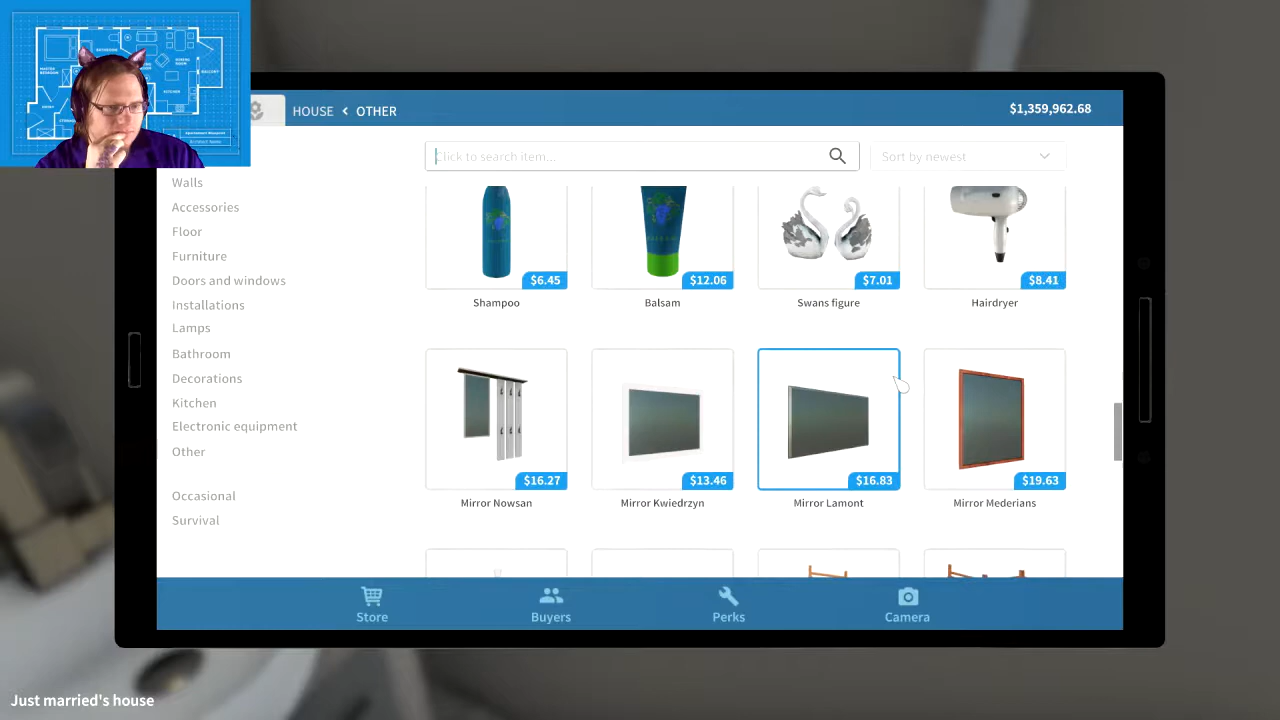 HOUSE < OTHER
$1,359,962.68
Click to search item...
Sort by newest
Walls
Accessories
Floor
Furniture
Doors and windows
Installations
Lamps
Bathroom
Decorations
Kitchen
Electronic equipment
Other
Occasional
Survival
$6.45
$12.06
$7.01
$8.41
Shampoo
Balsam
Swans figure
Hairdryer
$16.27
$13.46
$16.83
$19.63
Mirror Nowsan
Mirror Kwiedrzyn
Mirror Lamont
Mirror Mederians
Store
Buyers
Perks
Camera
Just married's house
BALCONY
KITCHEN